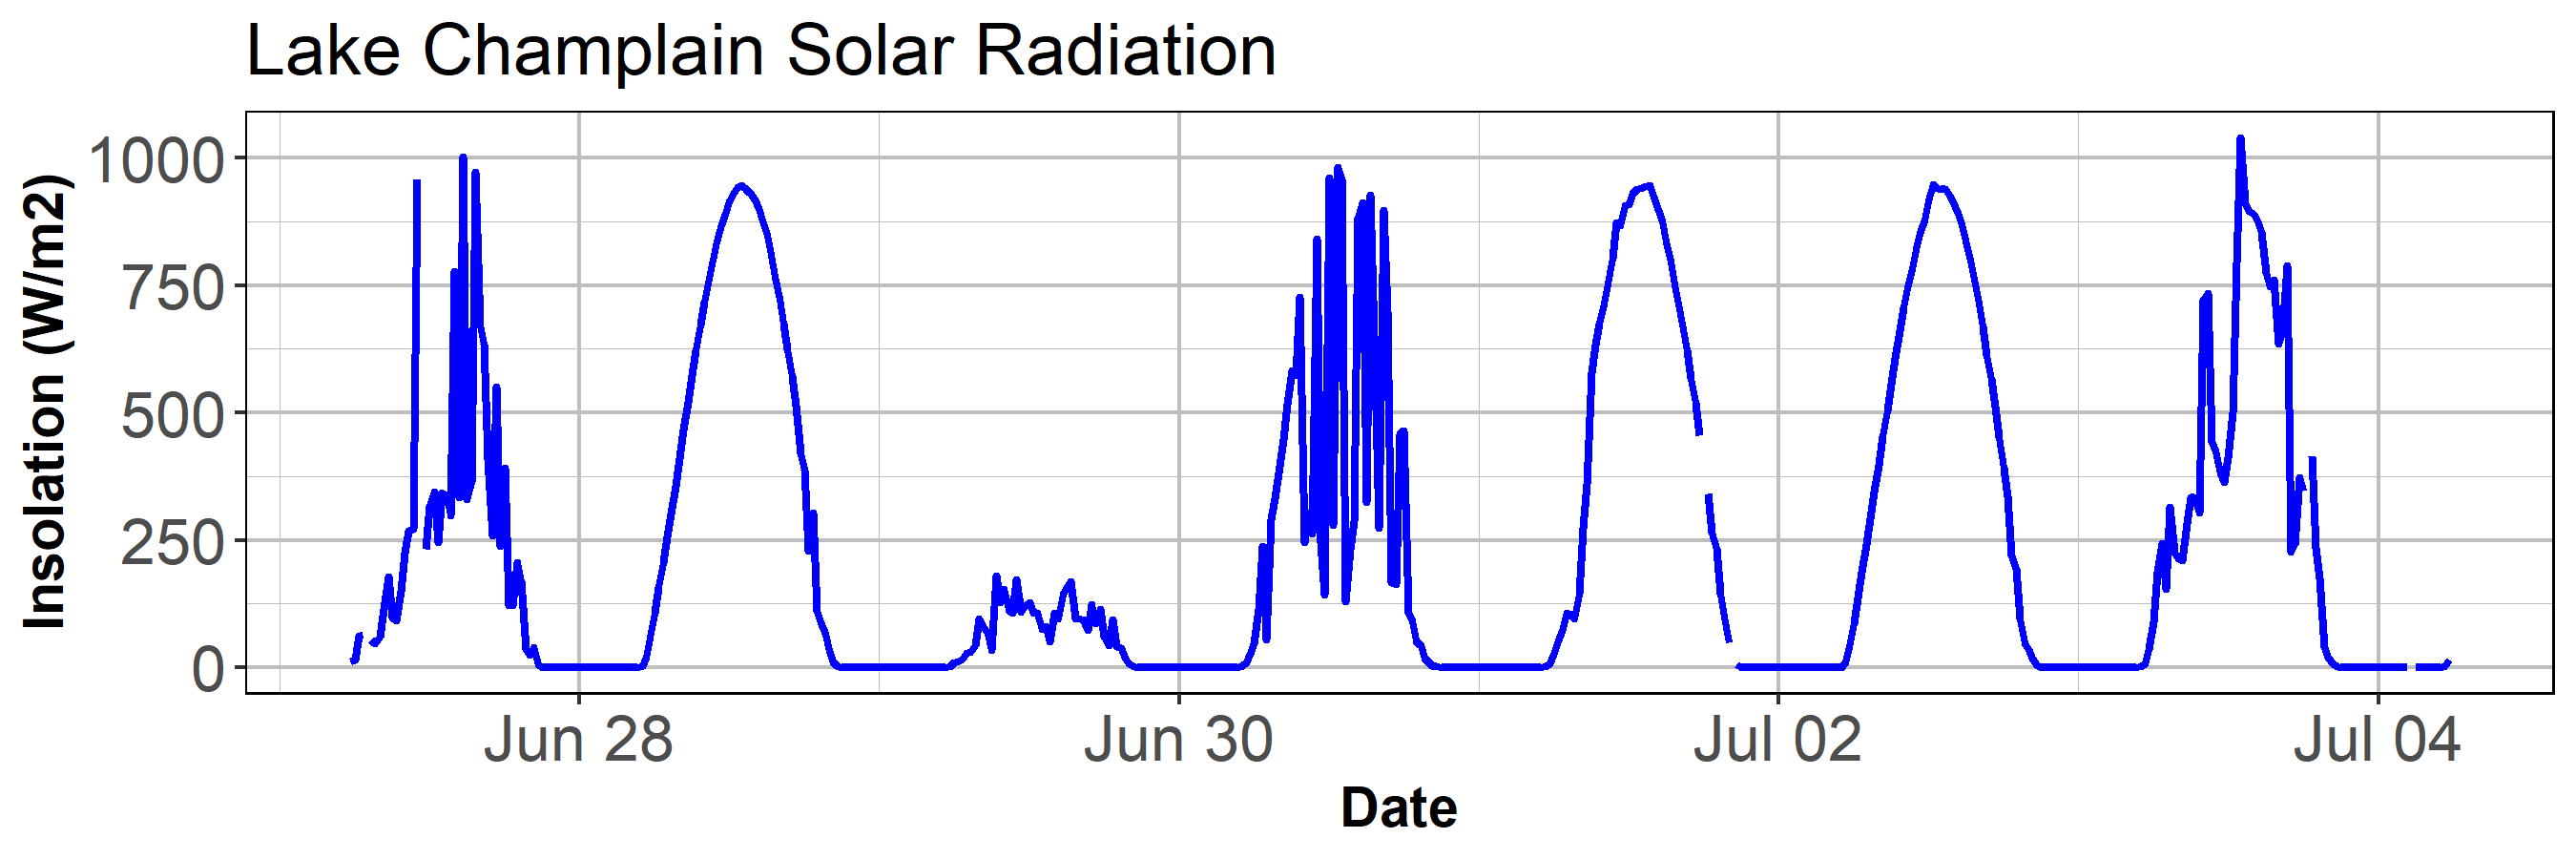 Lake Champlain Solar Radiation
Insolation (W/m2)
1000
750
500
250
0
Jun 28
Jun 30
Jul 02
Jul 04
Date